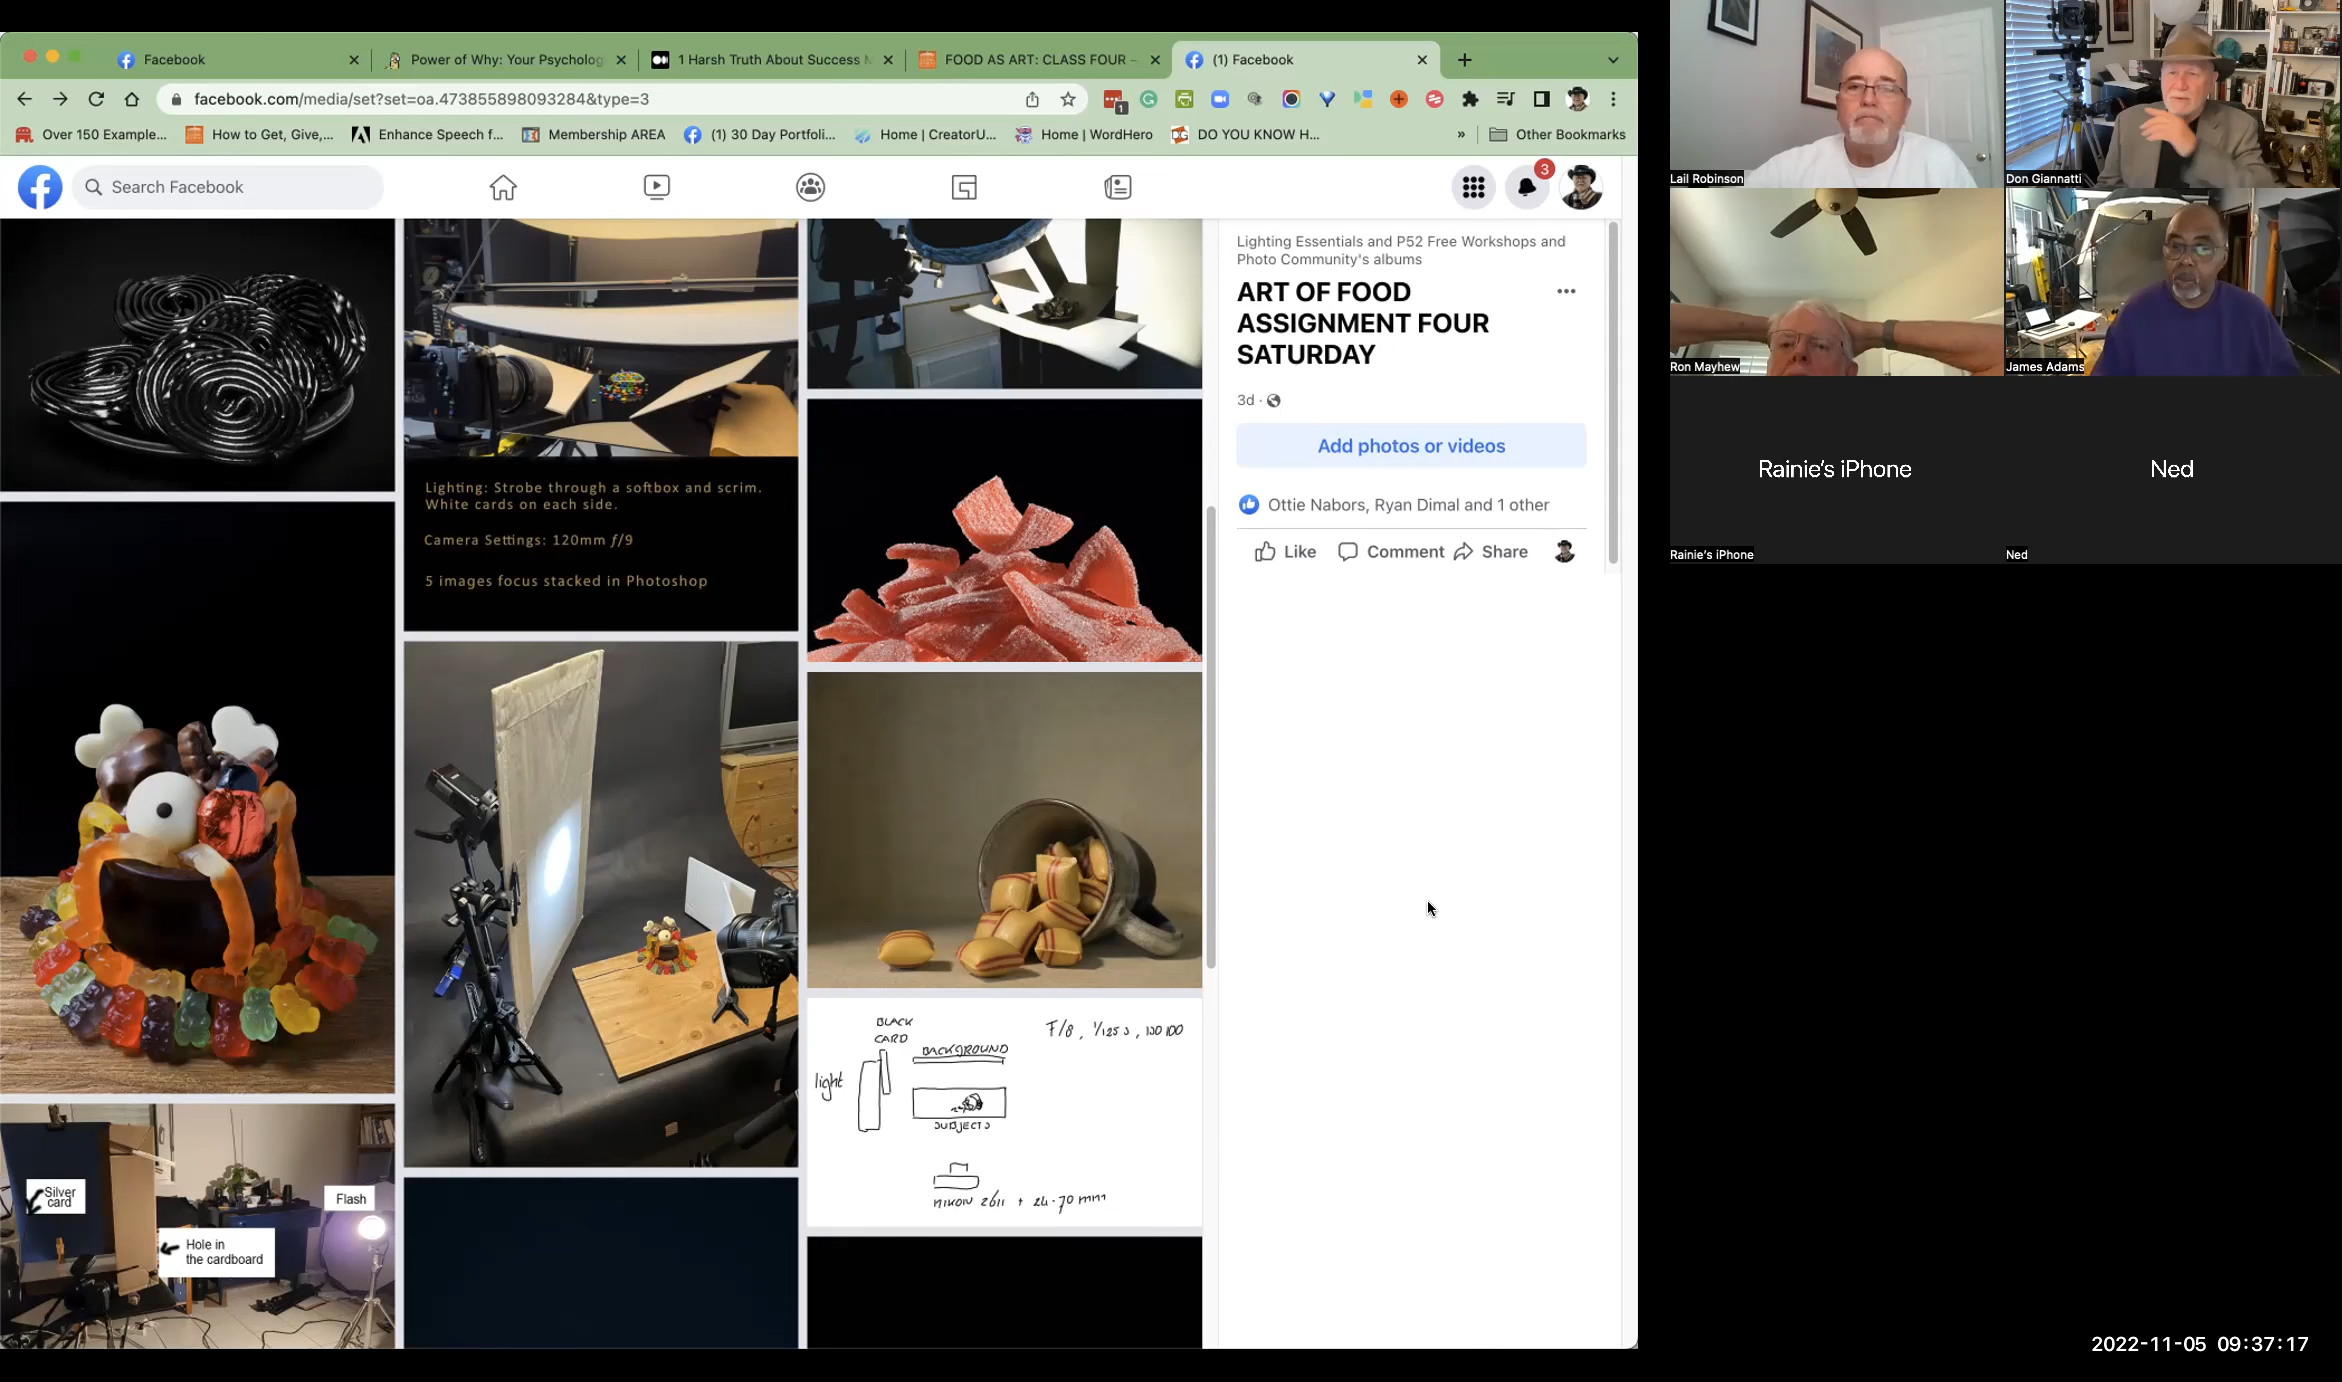 Facebook
Power of Why: Your Psycholog
1 Harsh Truth About Success M
FOOD AS ART: CLASS FOUR –
(1) Facebook
facebook.com/media/set?set=oa.473855898093284&type=3
1
Over 150 Example...
How to Get, Give,...
Enhance Speech f...
Membership AREA
(1) 30 Day Portfoli...
Home | CreatorU...
Home | WordHero
DO YOU KNOW H...
»
Other Bookmarks
Search Facebook
3
Lighting: Strobe through a softbox and scrim.
White cards on each side.
Camera Settings: 120mm f/9
5 images focus stacked in Photoshop
Silver
card
Hole in
the cardboard
Flash
BLACK
CARD
BACKGROUND
F/8, 1/125 s, ISO 100
light
SUBJECTS
NIKON Z6II + 24-70 mm
Lighting Essentials and P52 Free Workshops and
Photo Community's albums
ART OF FOOD
ASSIGNMENT FOUR
SATURDAY
3d ·
Add photos or videos
Ottie Nabors, Ryan Dimal and 1 other
Like
Comment
Share
Lail Robinson
Don Giannatti
Ron Mayhew
James Adams
Rainie's iPhone
Ned
Rainie's iPhone
Ned
2022-11-05 09:37:17